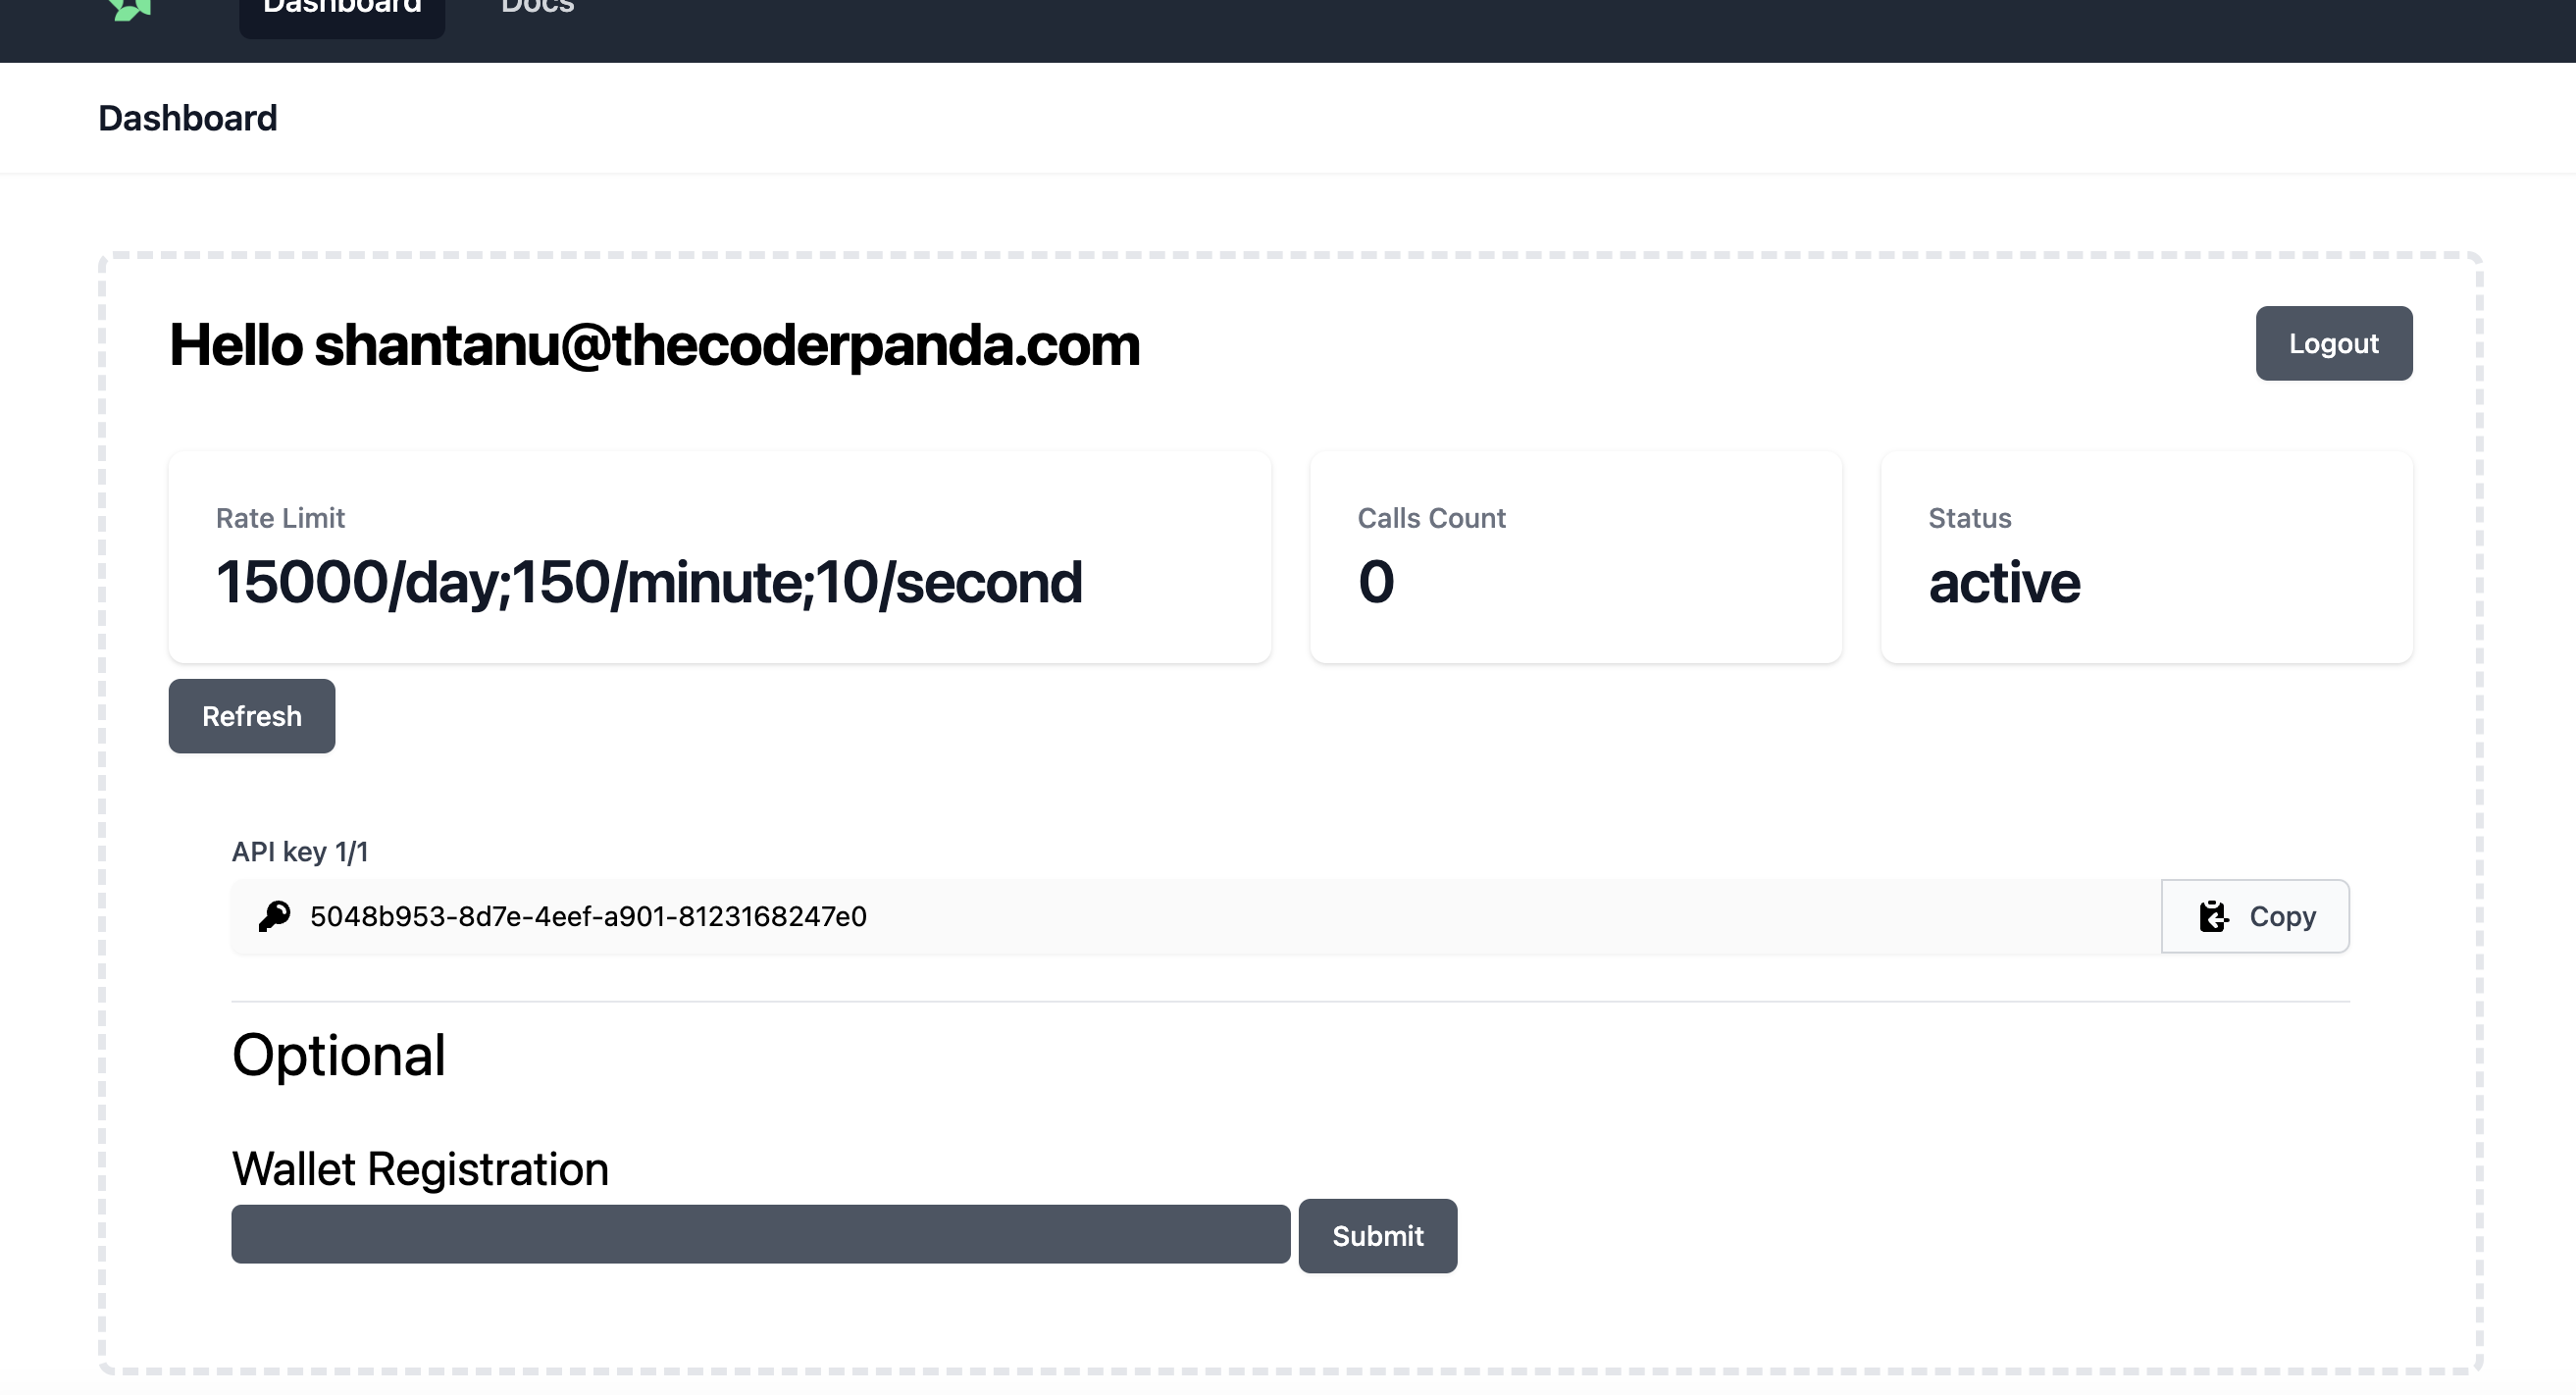 Dashboard Docs
Dashboard
Hello shantanu@thecoderpanda.com
Logout
Rate Limit
15000/day;150/minute;10/second
Calls Count
0
Status
active
Refresh
API key 1/1
5048b953-8d7e-4eef-a901-8123168247e0
Copy
Optional
Wallet Registration
Submit